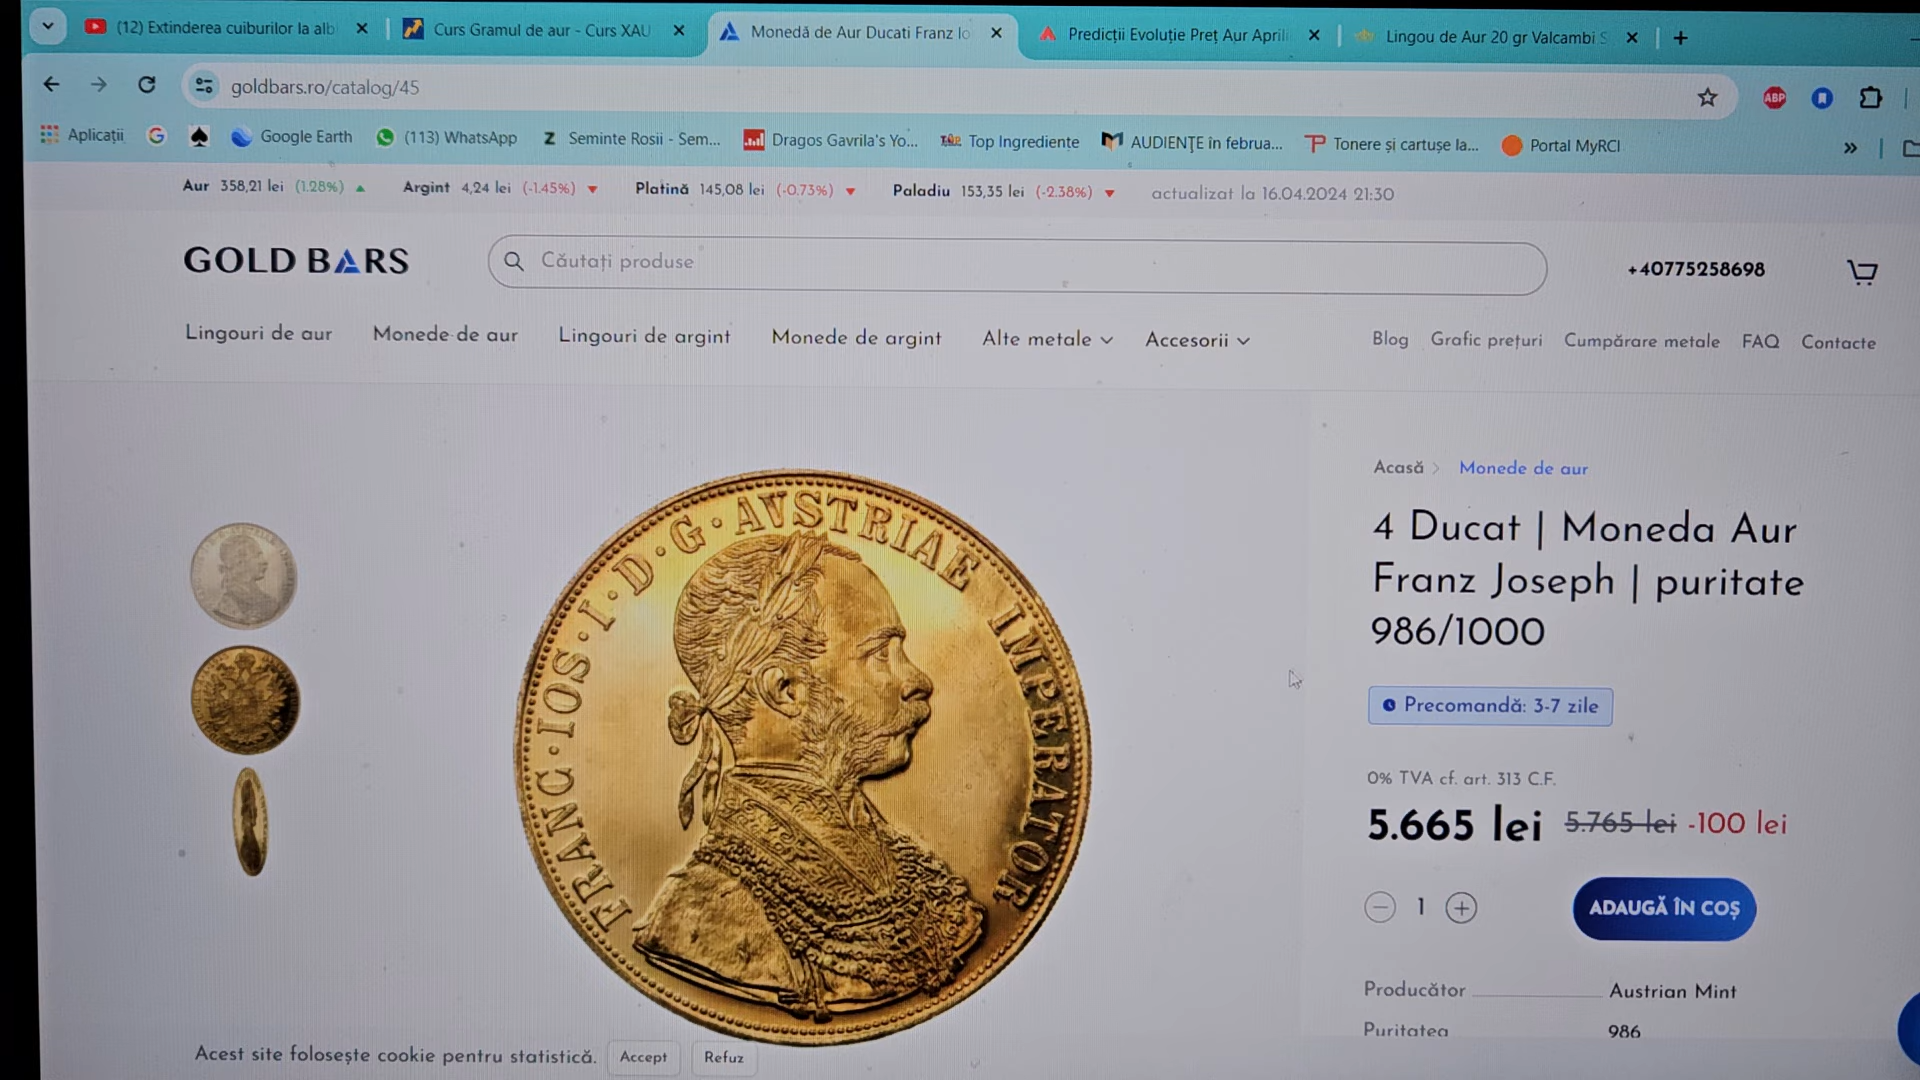 (12) Extinderea cuiburilor la alb
Curs Gramul de aur - Curs XAU
Monedă de Aur Ducati Franz Io
Predicții Evoluție Preț Aur April
Lingou de Aur 20 gr Valcambi S
goldbars.ro/catalog/45
ABP
Aplicații
Google Earth
(113) WhatsApp
Seminte Rosii - Sem...
Dragos Gavrila's Yo...
Top Ingrediente
AUDIENȚE în februa...
Tonere și cartușe la...
Portal MyRCI
Aur 358,21 lei (1.28%)
Argint 4,24 lei (-1.45%)
Platină 145,08 lei (-0.73%)
Paladiu 153,35 lei (-2.38%)
actualizat la 16.04.2024 21:30
GOLD BARS
Căutați produse
+40775258698
Lingouri de aur
Monede de aur
Lingouri de argint
Monede de argint
Alte metale
Accesorii
Blog
Grafic prețuri
Cumpărare metale
FAQ
Contacte
FRANC·IOS·I·D·G·AVSTRIAE IMPERATOR
Acasă > Monede de aur
4 Ducat | Moneda Aur
Franz Joseph | puritate
986/1000
Precomandă: 3-7 zile
0% TVA cf. art. 313 C.F.
5.665 lei 5.765 lei -100 lei
1
ADAUGĂ ÎN COȘ
Producător Austrian Mint
Puritatea 986
Acest site folosește cookie pentru statistică.
Accept
Refuz